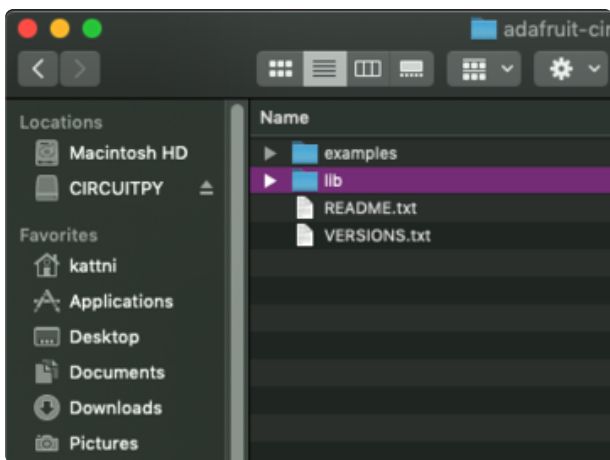 adafruit-cir
Locations
Macintosh HD
CIRCUITPY
Favorites
kattni
Applications
Desktop
Documents
Downloads
Pictures
Name
examples
lib
README.txt
VERSIONS.txt